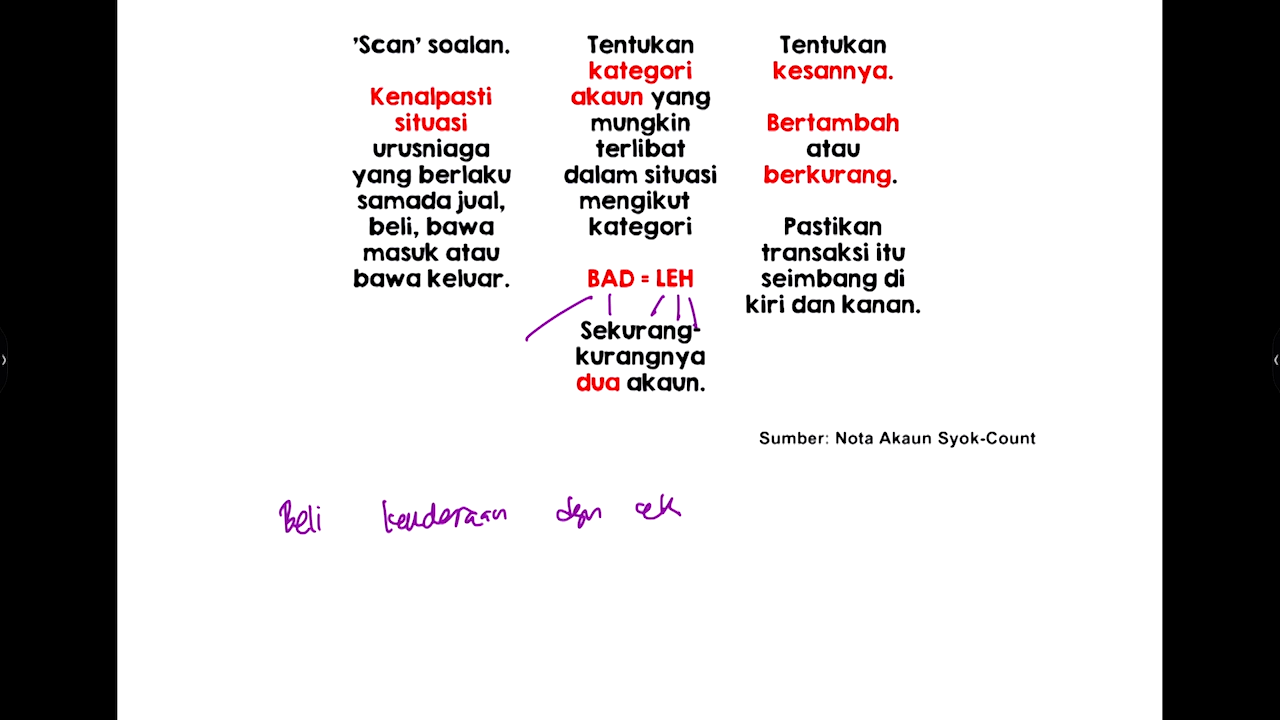 'Scan' soalan.
Kenalpasti
situasi
urusniaga
yang berlaku
samada jual,
beli, bawa
masuk atau
bawa keluar.
Tentukan
kategori
akaun yang
mungkin
terlibat
dalam situasi
mengikut
kategori
BAD = LEH
Sekurang-
kurangnya
dua akaun.
Tentukan
kesannya.
Bertambah
atau
berkurang.
Pastikan
transaksi itu
seimbang di
kiri dan kanan.
Sumber: Nota Akaun Syok-Count
Beli kenderaan dgn cek